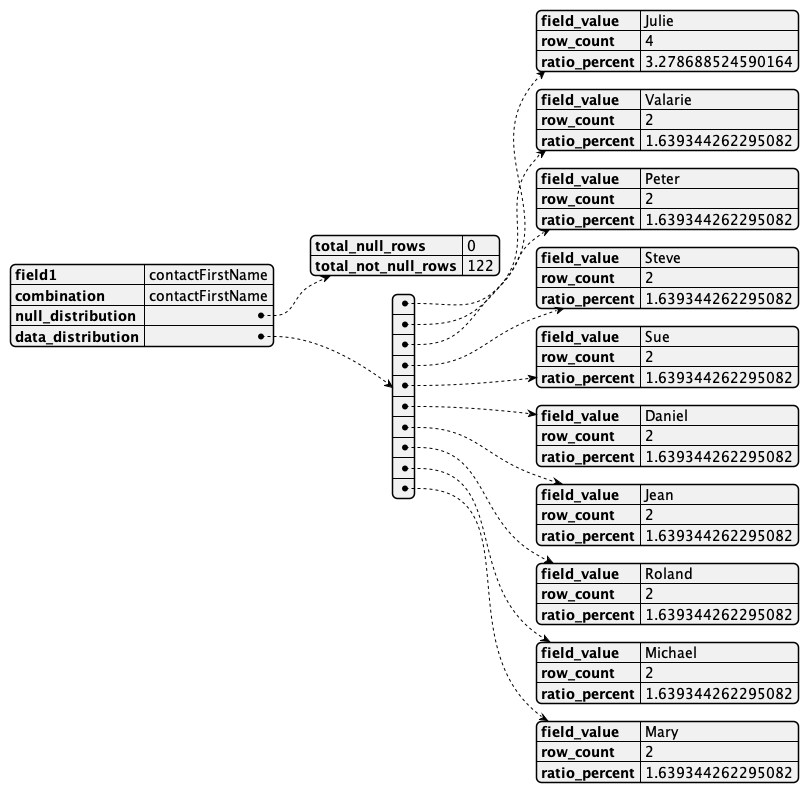 field1 contactFirstName
combination contactFirstName
null_distribution
data_distribution
total_null_rows 0
total_not_null_rows 122
field_value Julie
row_count 4
ratio_percent 3.278688524590164
field_value Valarie
row_count 2
ratio_percent 1.639344262295082
field_value Peter
row_count 2
ratio_percent 1.639344262295082
field_value Steve
row_count 2
ratio_percent 1.639344262295082
field_value Sue
row_count 2
ratio_percent 1.639344262295082
field_value Daniel
row_count 2
ratio_percent 1.639344262295082
field_value Jean
row_count 2
ratio_percent 1.639344262295082
field_value Roland
row_count 2
ratio_percent 1.639344262295082
field_value Michael
row_count 2
ratio_percent 1.639344262295082
field_value Mary
row_count 2
ratio_percent 1.639344262295082